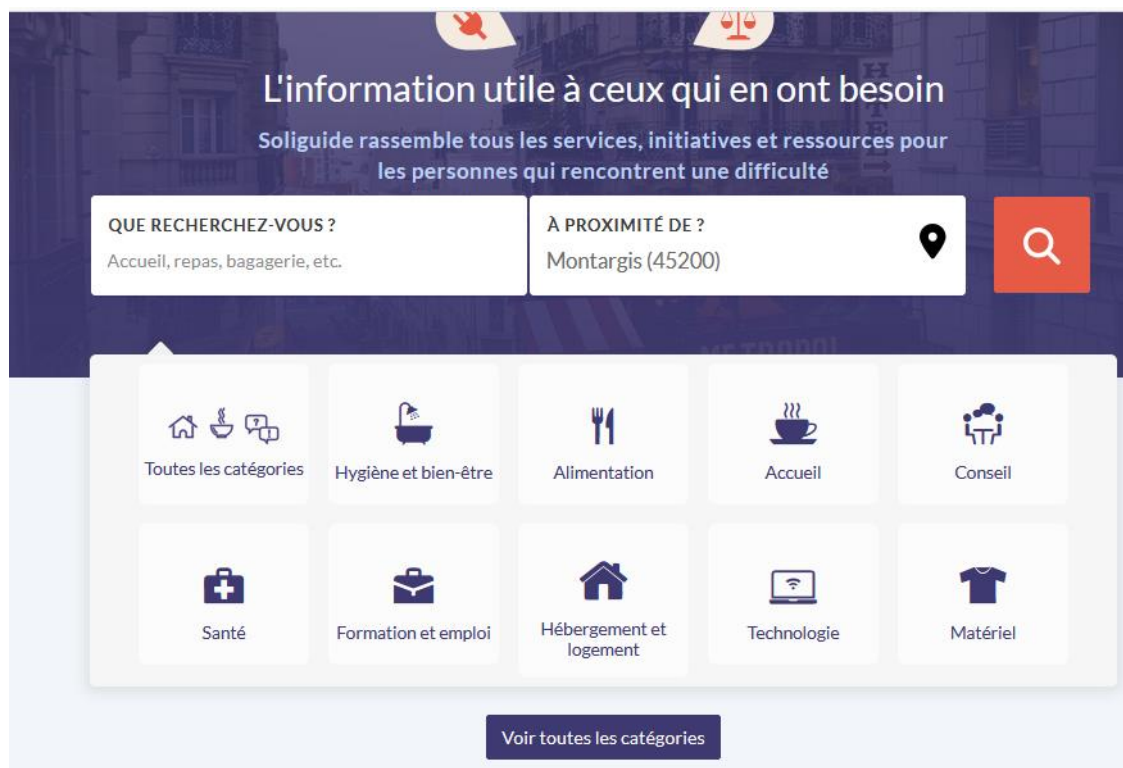 L'information utile à ceux qui en ont besoin
Soliguide rassemble tous les services, initiatives et ressources pour
les personnes qui rencontrent une difficulté
QUE RECHERCHEZ-VOUS ?
Accueil, repas, bagagerie, etc.
À PROXIMITÉ DE ?
Montargis (45200)
HOTEL
METROPOL
Toutes les catégories
Hygiène et bien-être
Alimentation
Accueil
Conseil
Santé
Formation et emploi
Hébergement et
logement
Technologie
Matériel
Voir toutes les catégories